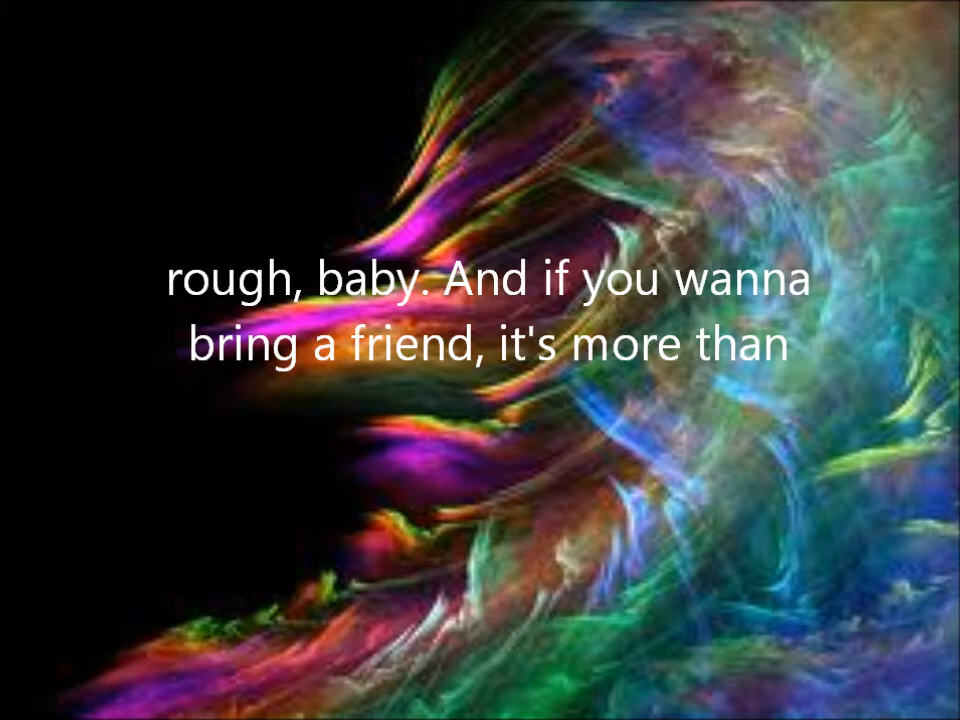 rough, baby. And if you wanna
bring a friend, it's more than